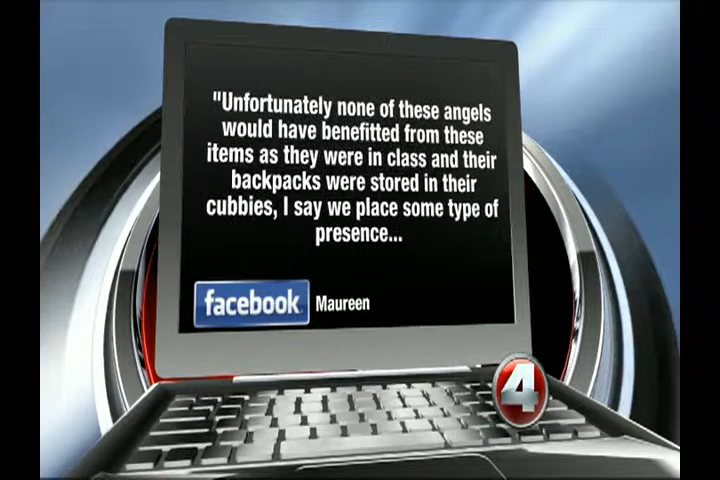 "Unfortunately none of these angels
would have benefitted from these
items as they were in class and their
backpacks were stored in their
cubbies, I say we place some type of
presence...
facebook
Maureen
4